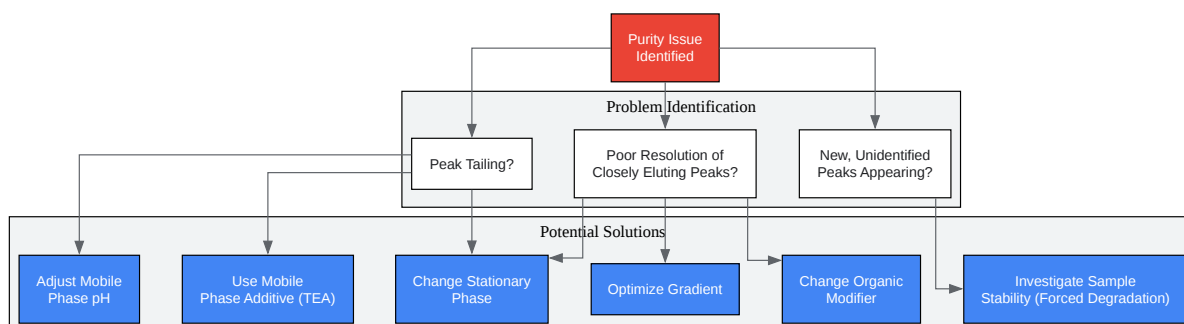 Purity Issue
Identified
Problem Identification
Peak Tailing?
Poor Resolution of
Closely Eluting Peaks?
New, Unidentified
Peaks Appearing?
Potential Solutions
Adjust Mobile
Phase pH
Use Mobile
Phase Additive (TEA)
Change Stationary
Phase
Optimize Gradient
Change Organic
Modifier
Investigate Sample
Stability (Forced Degradation)